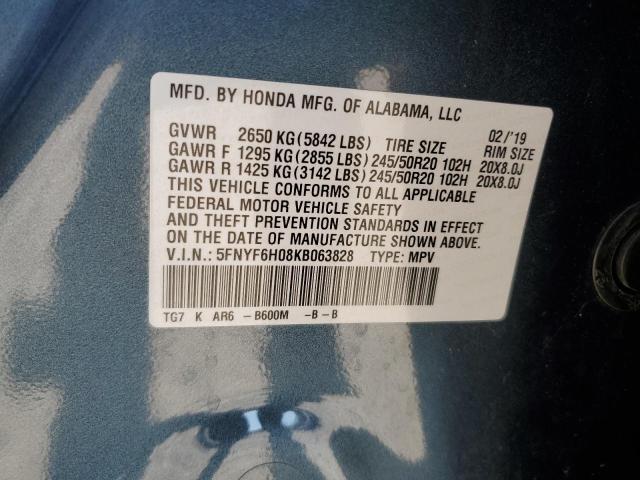 MFD. BY HONDA MFG. OF ALABAMA, LLC
02/'19
GVWR 2650 KG(5842 LBS) TIRE SIZE RIM SIZE
GAWR F 1295 KG(2855 LBS) 245/50R20 102H 20X8.0J
GAWR R 1425 KG(3142 LBS) 245/50R20 102H 20X8.0J
THIS VEHICLE CONFORMS TO ALL APPLICABLE
FEDERAL MOTOR VEHICLE SAFETY
AND THEFT PREVENTION STANDARDS IN EFFECT
ON THE DATE OF MANUFACTURE SHOWN ABOVE.
V.I.N.: 5FNYF6H08KB063828 TYPE: MPV
TG7 K AR6 -B600M -B -B